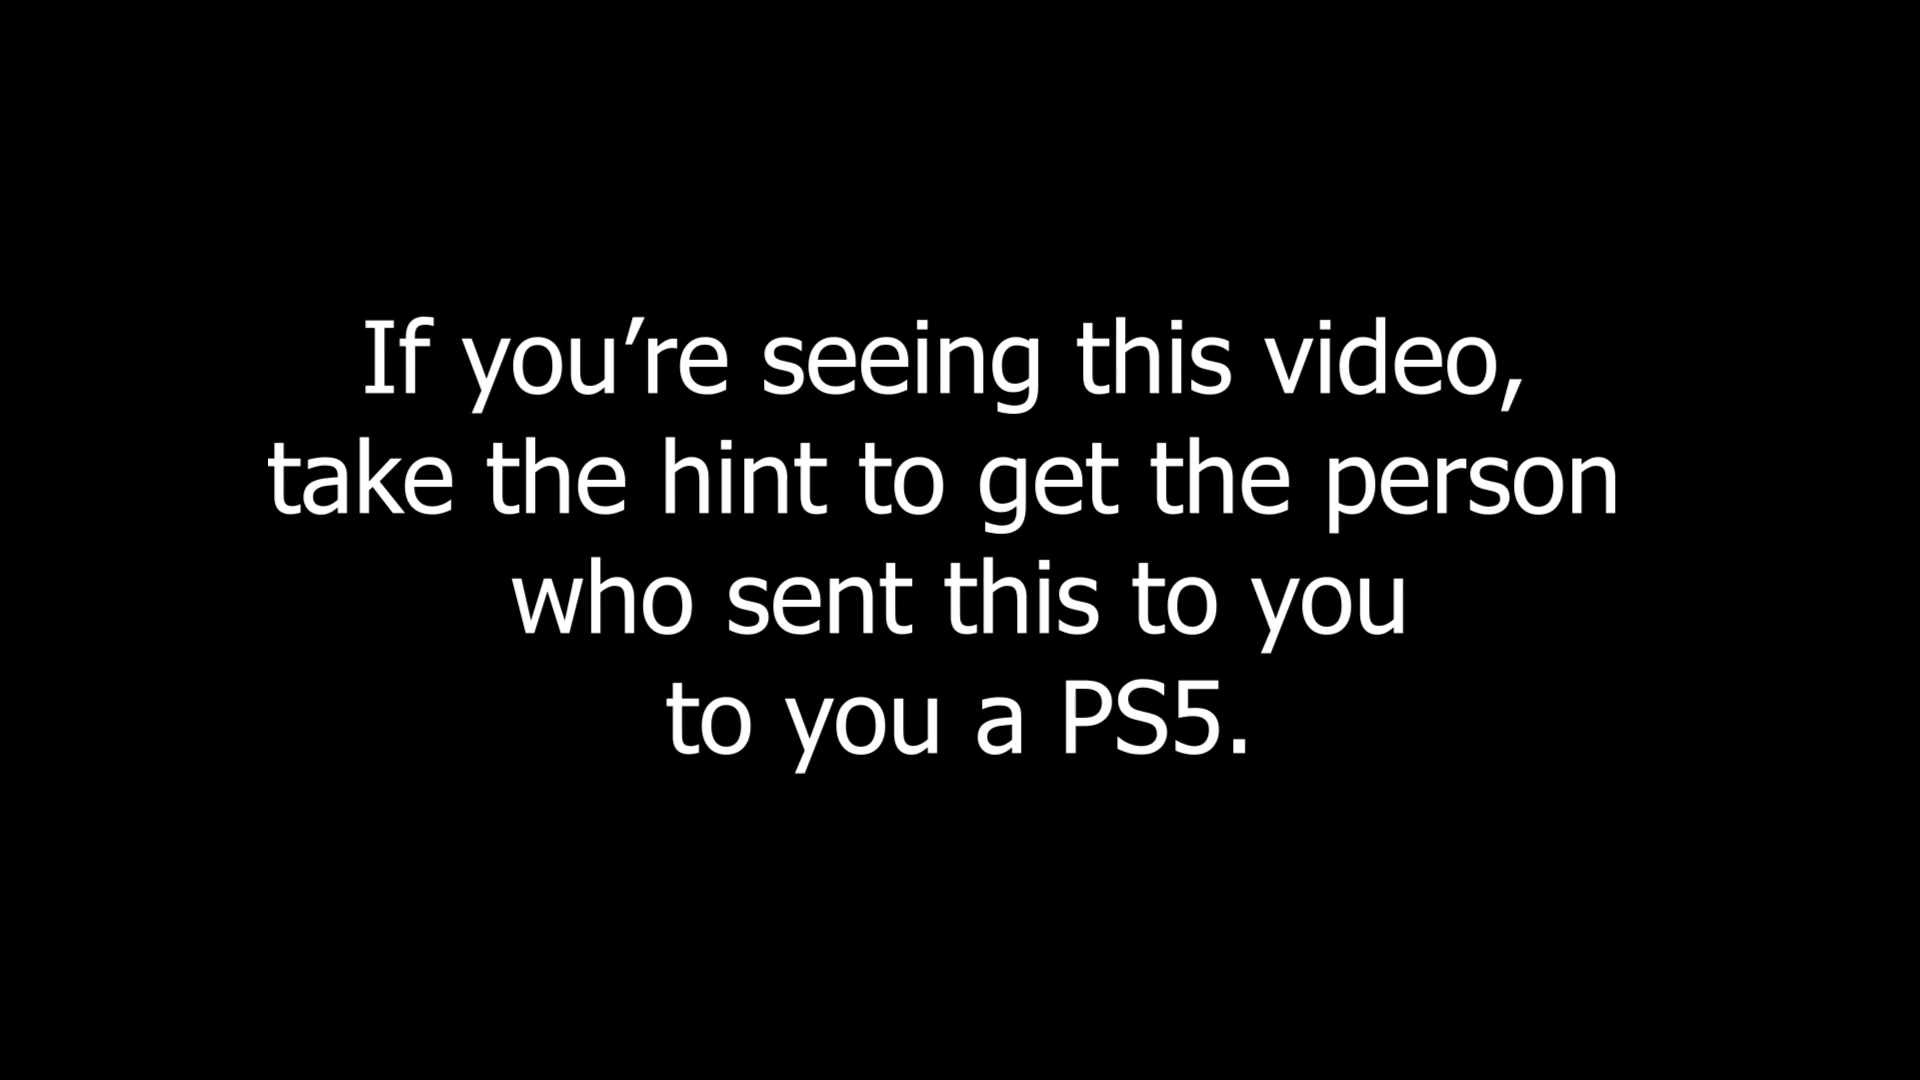 If you’re seeing this video,
take the hint to get the person
who sent this to you
to you a PS5.